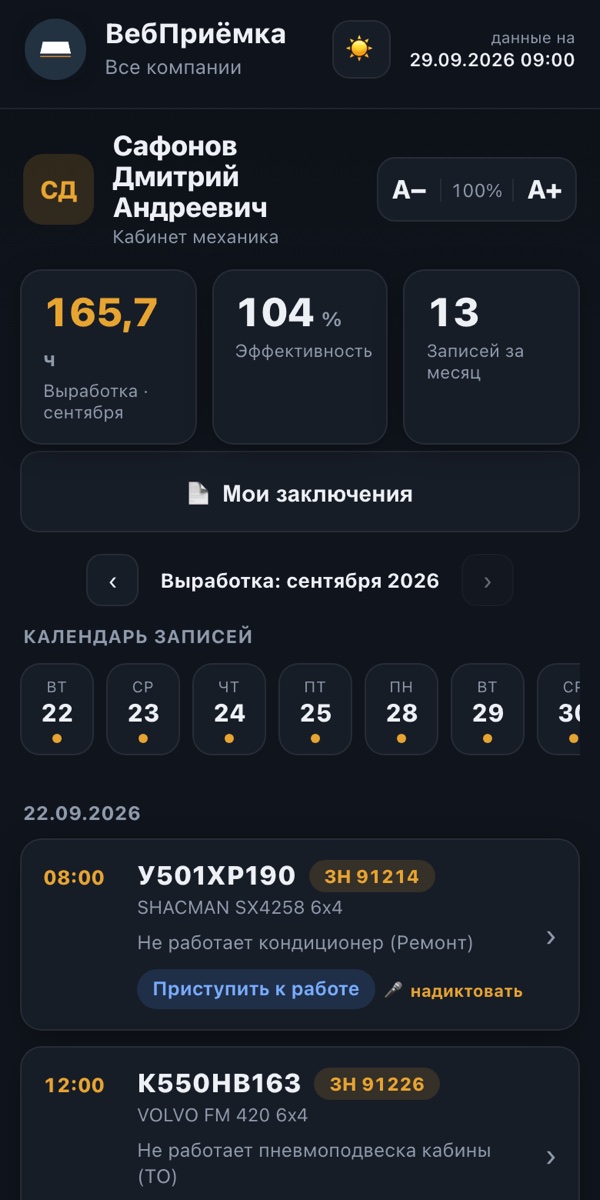 ВебПриёмка
Все компании
данные на
29.09.2026 09:00
СД
Сафонов
Дмитрий
Андреевич
Кабинет механика
А− 100% А+
165,7
ч
Выработка ·
сентября
104 %
Эффективность
13
Записей за
месяц
Мои заключения
‹ Выработка: сентября 2026 ›
КАЛЕНДАРЬ ЗАПИСЕЙ
ВТ СР ЧТ ПТ ПН ВТ СР
22 23 24 25 28 29 30
22.09.2026
08:00 У501ХР190 ЗН 91214
SHACMAN SX4258 6x4
Не работает кондиционер (Ремонт) ›
Приступить к работе надиктовать
12:00 К550НВ163 ЗН 91226
VOLVO FM 420 6x4
Не работает пневмоподвеска кабины
(ТО) ›